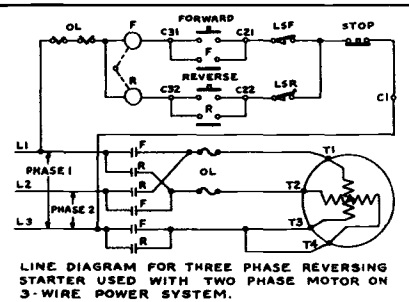 OL
F
FORWARD
C31
C21
LSF
STOP
F
REVERSE
R
C32
C22
LSR
R
C1
L1
F
T1
PHASE 1
R
OL
L2
R
T2
PHASE 2
F
L3
F
T3
R
T4
LINE DIAGRAM FOR THREE PHASE REVERSING
STARTER USED WITH TWO PHASE MOTOR ON
3-WIRE POWER SYSTEM.